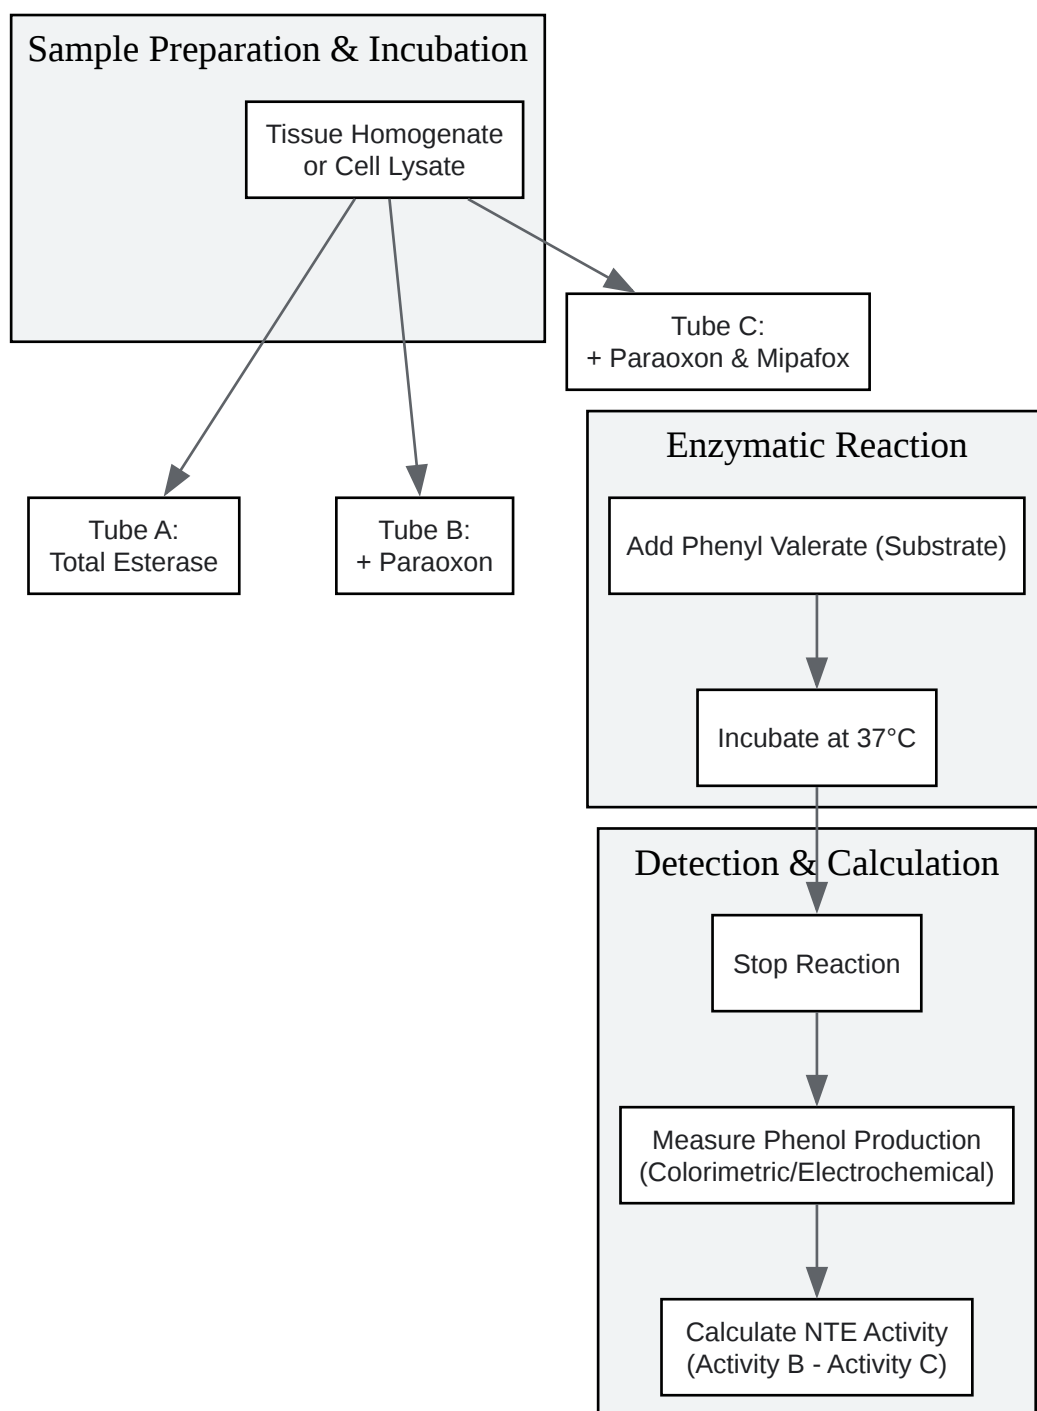 Sample Preparation & Incubation
Tissue Homogenate
or Cell Lysate
Tube C:
+ Paraoxon & Mipafox
Enzymatic Reaction
Tube A:
Total Esterase
Tube B:
+ Paraoxon
Add Phenyl Valerate (Substrate)
Incubate at 37°C
Detection & Calculation
Stop Reaction
Measure Phenol Production
(Colorimetric/Electrochemical)
Calculate NTE Activity
(Activity B - Activity C)